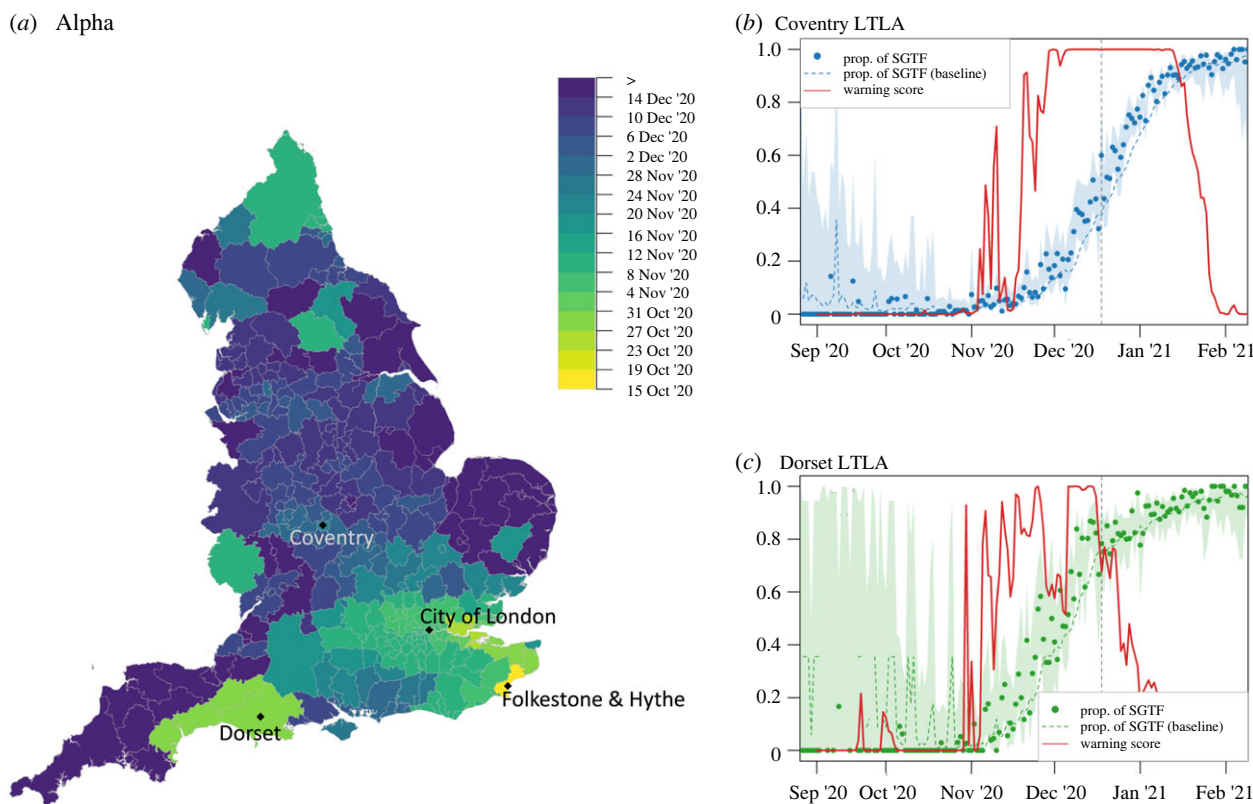 (a) Alpha
>
14 Dec '20
10 Dec '20
6 Dec '20
2 Dec '20
28 Nov '20
24 Nov '20
20 Nov '20
16 Nov '20
12 Nov '20
8 Nov '20
4 Nov '20
31 Oct '20
27 Oct '20
23 Oct '20
19 Oct '20
15 Oct '20
Coventry
City of London
Folkestone & Hythe
Dorset
(b) Coventry LTLA
prop. of SGTF
prop. of SGTF (baseline)
warning score
1.0
0.8
0.6
0.4
0.2
0
Sep '20 Oct '20 Nov '20 Dec '20 Jan '21 Feb '21
(c) Dorset LTLA
1.0
0.8
0.6
0.4
0.2
0
prop. of SGTF
prop. of SGTF (baseline)
warning score
Sep '20 Oct '20 Nov '20 Dec '20 Jan '21 Feb '21